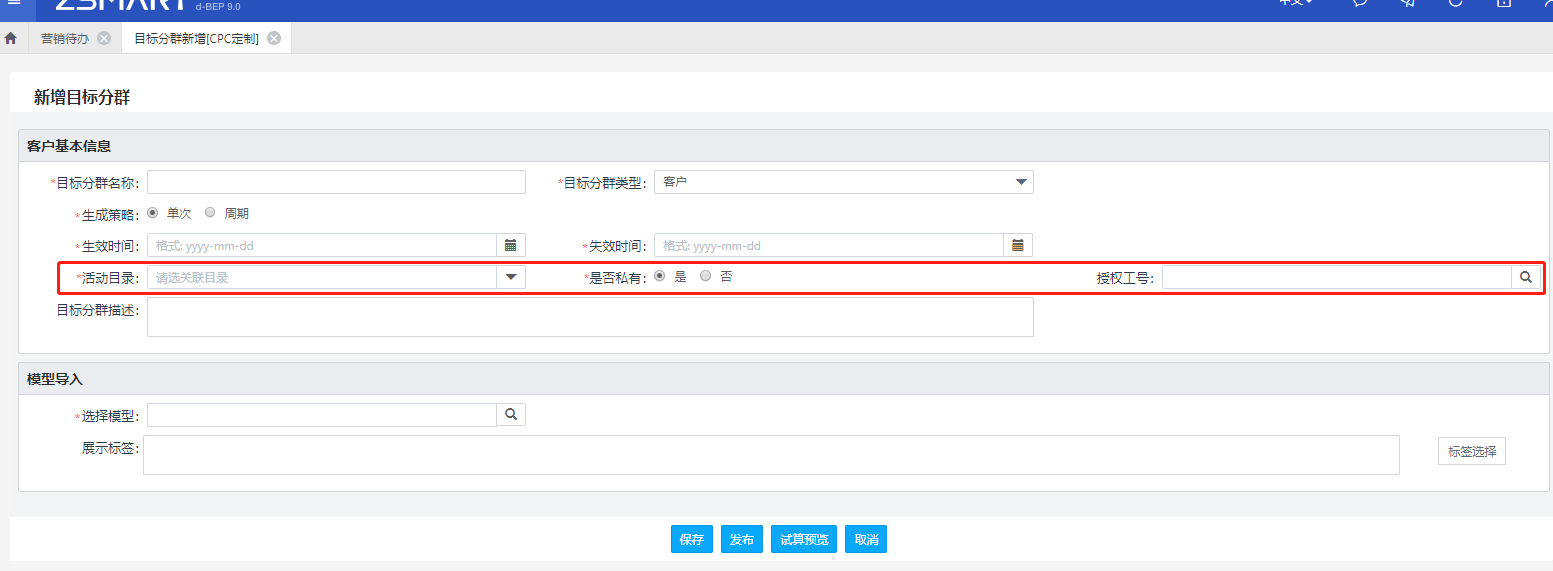 ZSMART d-BEP 9.0 中文
营销待办 目标分群新增[CPC定制]
新增目标分群
客户基本信息
*目标分群名称: *目标分群类型: 客户
*生成策略: 单次 周期
*生效时间: 格式: yyyy-mm-dd *失效时间: 格式: yyyy-mm-dd
*活动目录: 请选关联目录 *是否私有: 是 否 授权工号:
目标分群描述:
模型导入
*选择模型:
展示标签: 标签选择
保存 发布 试算预览 取消